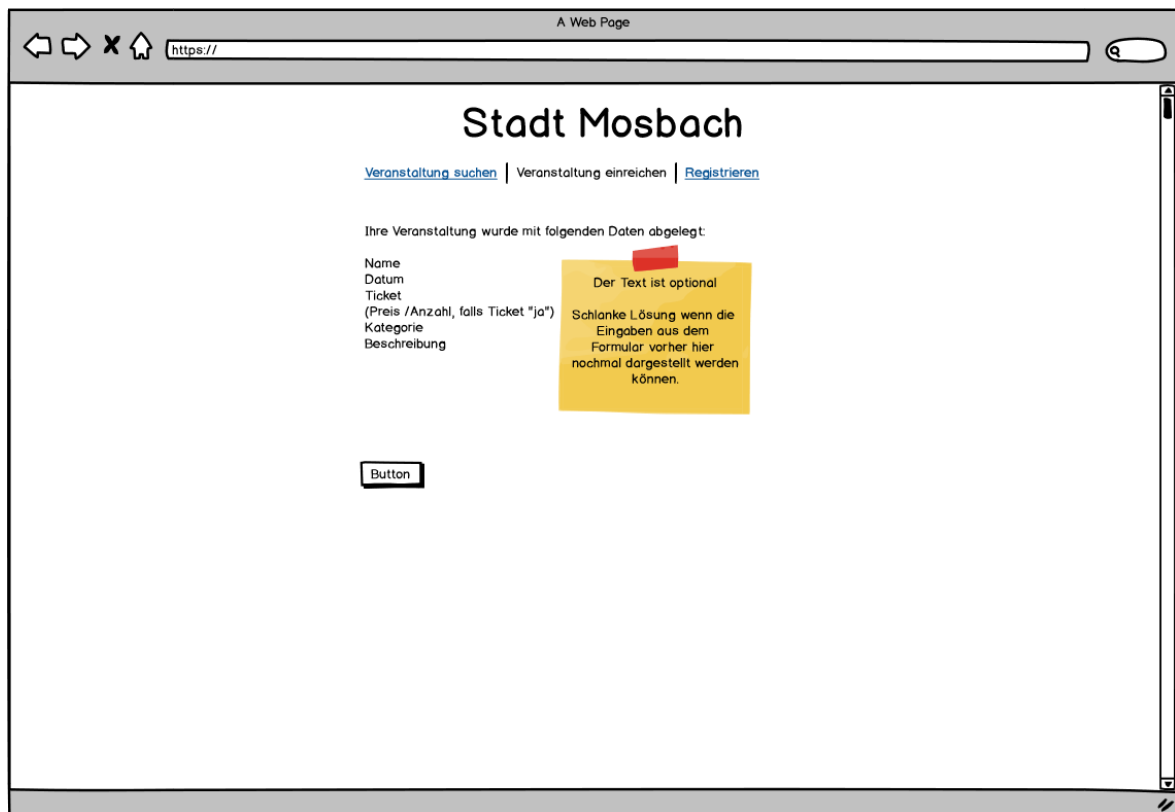 A Web Page
https://
Stadt Mosbach
Veranstaltung suchen | Veranstaltung einreichen | Registrieren
Ihre Veranstaltung wurde mit folgenden Daten abgelegt:
Name
Datum
Ticket
(Preis /Anzahl, falls Ticket "ja")
Kategorie
Beschreibung
Der Text ist optional
Schlanke Lösung wenn die
Eingaben aus dem
Formular vorher hier
nochmal dargestellt werden
können.
Button